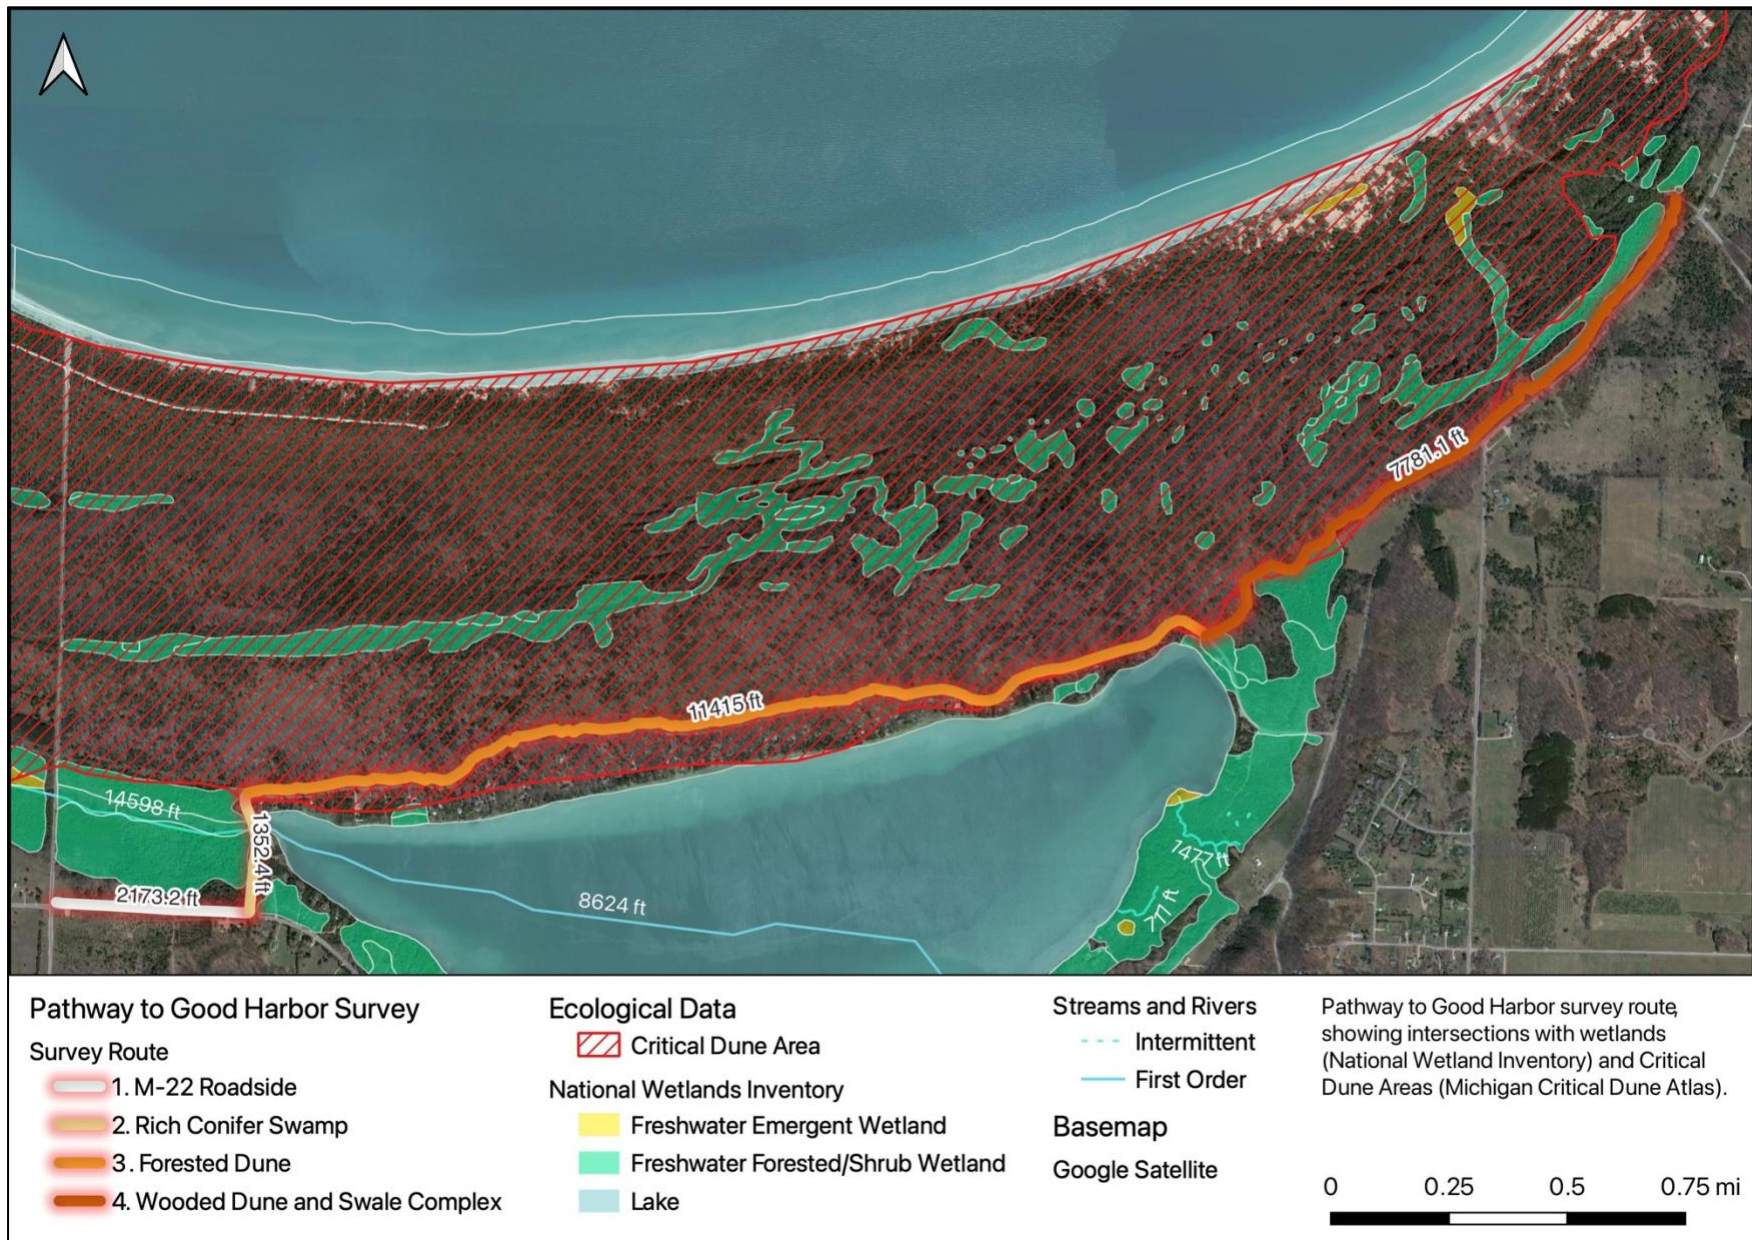 7781.1 ft
11415 ft
14598 ft
1352.4 ft
1477 ft
2173.2 ft
8624 ft
717 ft
Pathway to Good Harbor Survey
Survey Route
1. M-22 Roadside
2. Rich Conifer Swamp
3. Forested Dune
4. Wooded Dune and Swale Complex
Ecological Data
Critical Dune Area
National Wetlands Inventory
Freshwater Emergent Wetland
Freshwater Forested/Shrub Wetland
Lake
Streams and Rivers
Intermittent
First Order
Basemap
Google Satellite
Pathway to Good Harbor survey route,
showing intersections with wetlands
(National Wetland Inventory) and Critical
Dune Areas (Michigan Critical Dune Atlas).
0 0.25 0.5 0.75 mi